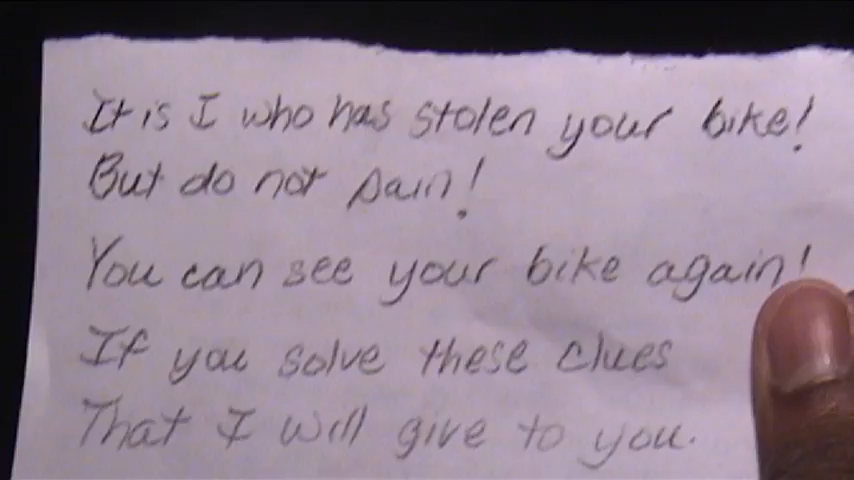 It is I who has stolen your bike!
But do not pain!
You can see your bike again!
If you solve these clues
That I will give to you.